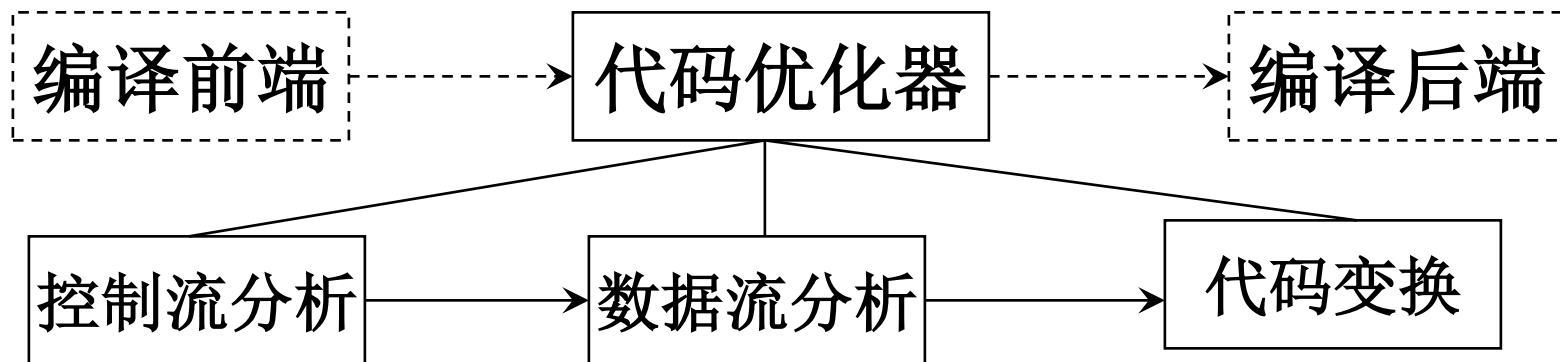 编译前端
代码优化器
编译后端
控制流分析
数据流分析
代码变换